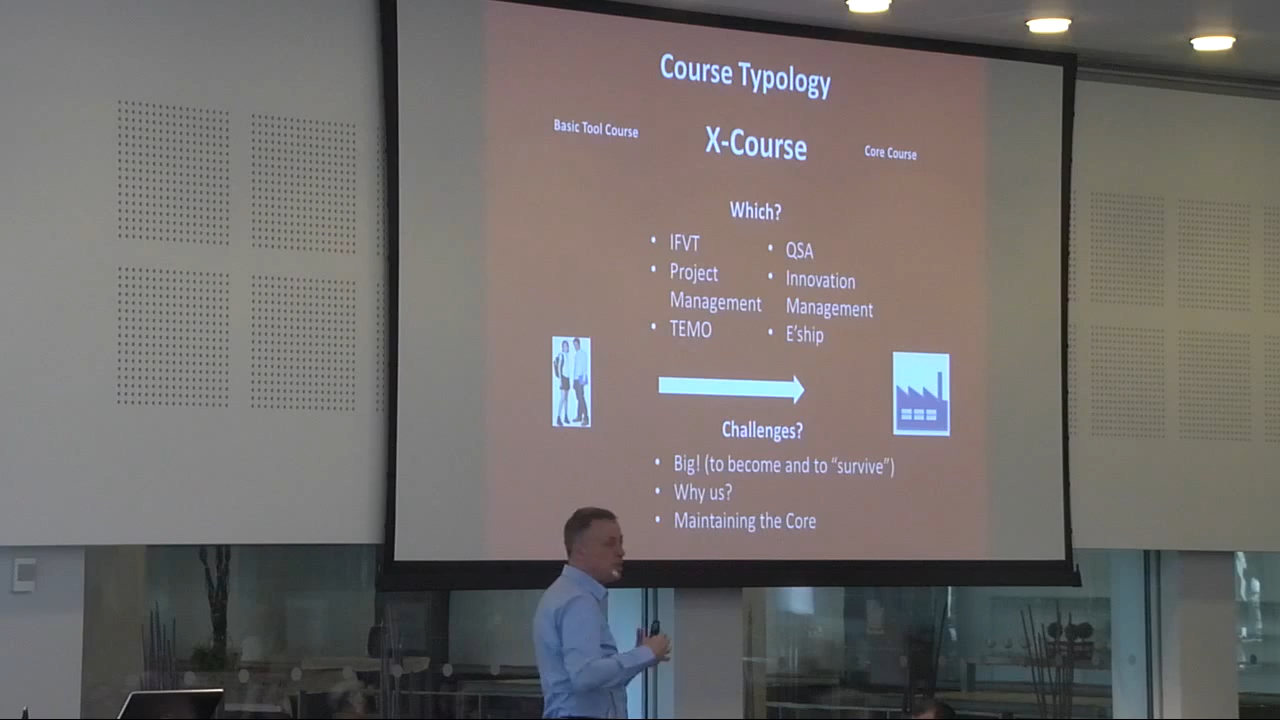 Course Typology
Basic Tool Course
X-Course
Core Course
Which?
• IFVT
• Project
Management
• TEMO
• QSA
• Innovation
Management
• E'ship
Challenges?
• Big! (to become and to "survive")
• Why us?
• Maintaining the Core